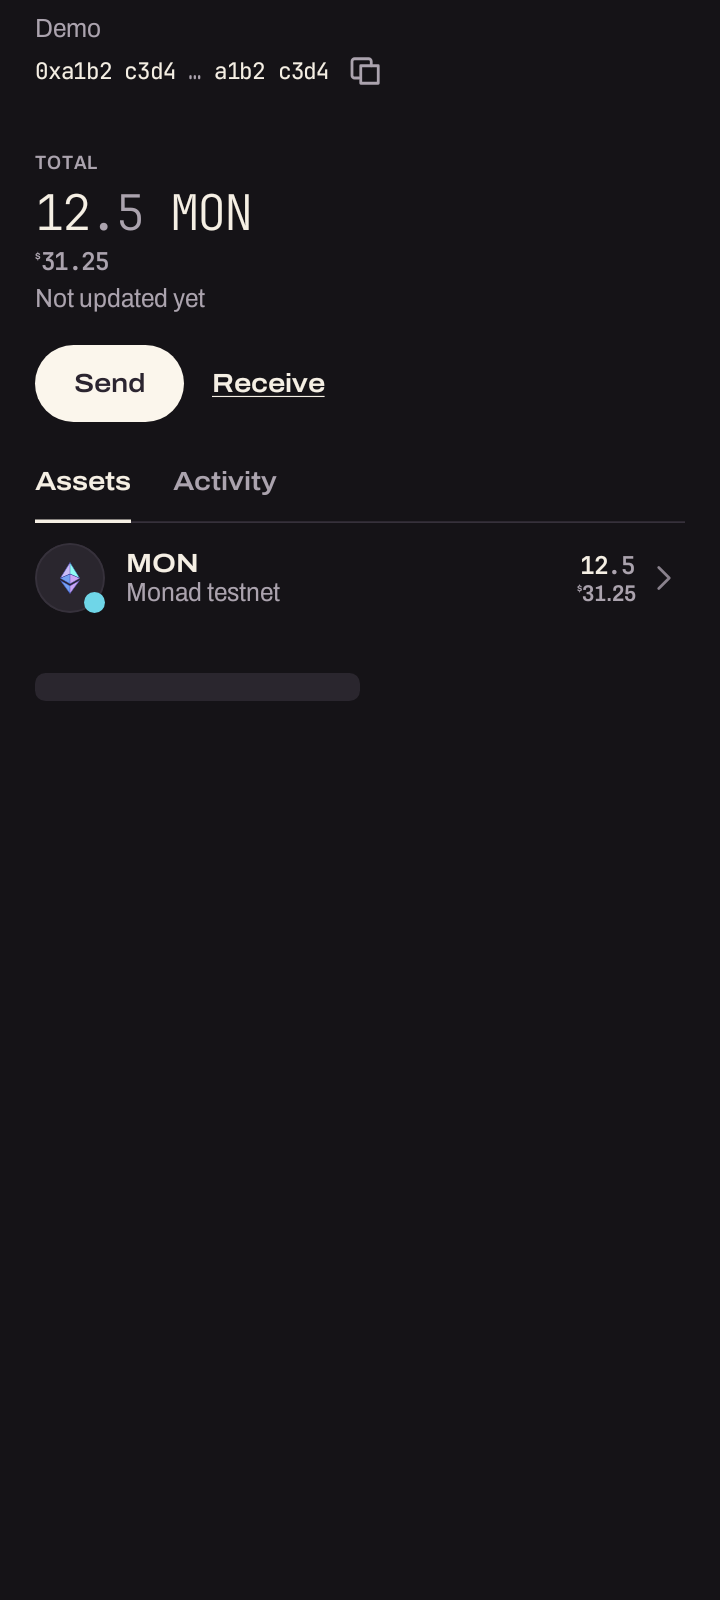 Demo
0xa1b2 c3d4 … a1b2 c3d4
TOTAL
12.5 MON
$31.25
Not updated yet
Send Receive
Assets Activity
MON 12.5
Monad testnet $31.25